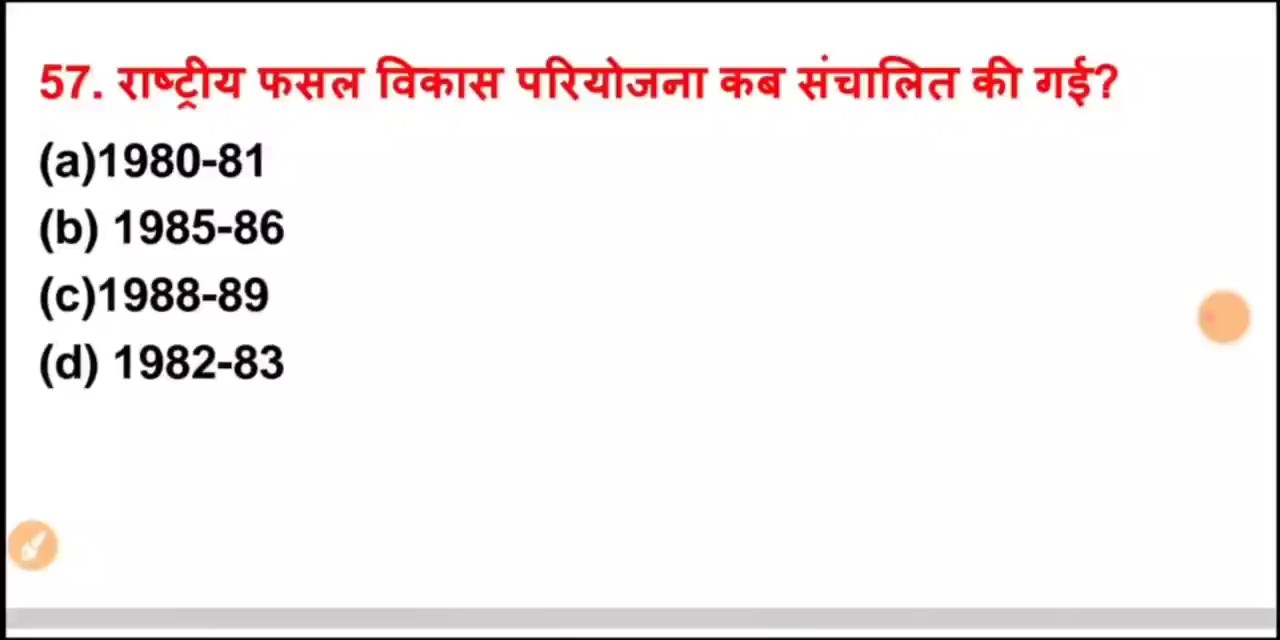 57. राष्ट्रीय फसल विकास परियोजना कब संचालित की गई?
(a)1980-81
(b) 1985-86
(c)1988-89
(d) 1982-83